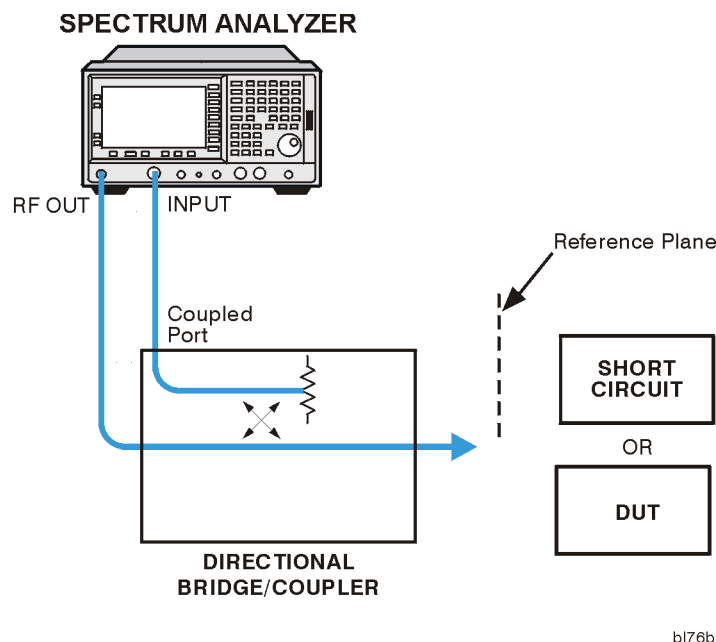 SPECTRUM ANALYZER
RF OUT
INPUT
Reference Plane
Coupled
Port
SHORT
CIRCUIT
OR
DUT
DIRECTIONAL
BRIDGE/COUPLER
bl76b